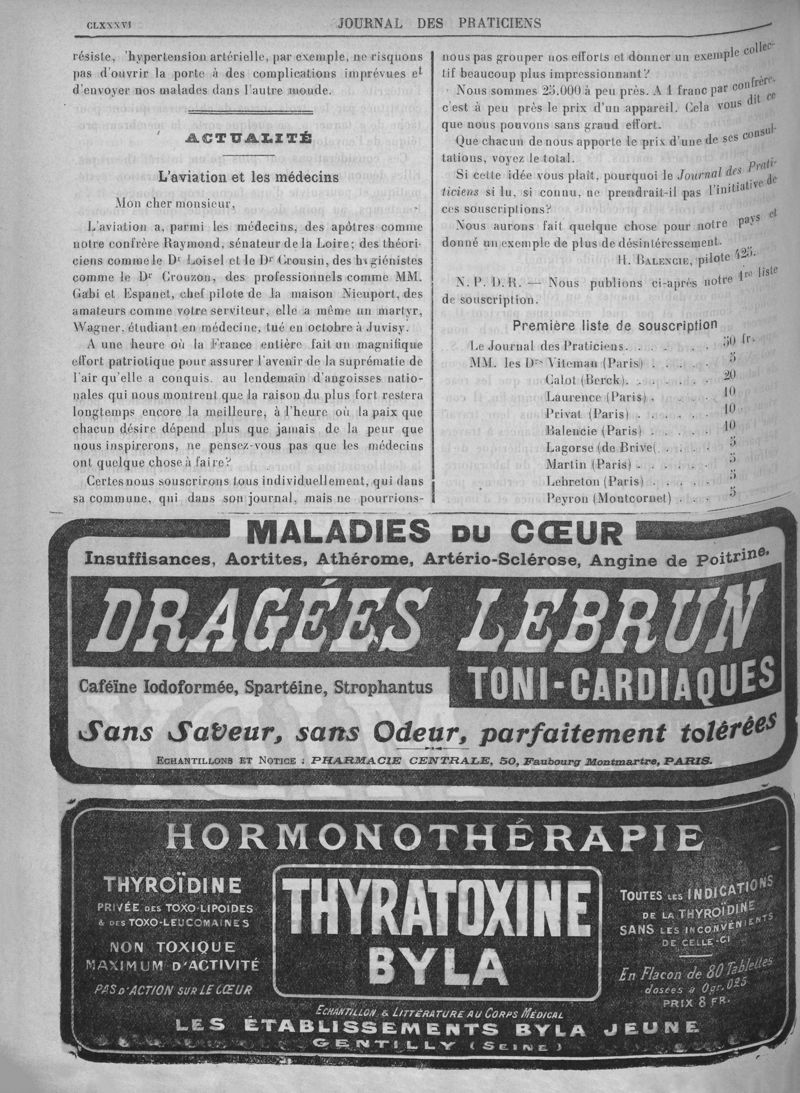 CLXXXVI
JOURNAL DES PRATICIENS
résiste, 'hypertension artérielle, par exemple, ne risquons
pas d'ouvrir la porte à des complications imprévues et
d'envoyer nos malades dans l'autre monde.
ACTUALITÉ
L'aviation et les médecins
Mon cher monsieur,
L'aviation a, parmi les médecins, des apôtres comme
notre confrère Raymond, sénateur de la Loire; des théori-
ciens comme le Dr Loisel et le Dr Cousin, des hygiénistes
comme le Dr Crouzon, des professionnels comme MM.
Gabi et Espanet, chef pilote de la maison Nieuport, des
amateurs comme votre serviteur, elle a même un martyr,
Wagner, étudiant en médecine, tué en octobre à Juvisy.
A une heure où la France entière fait un magnifique
effort patriotique pour assurer l'avenir de la suprématie de
l'air qu'elle a conquis. au lendemain d'angoisses natio-
nales qui nous montrent que la raison du plus fort restera
longtemps encore la meilleure, à l'heure où la paix que
chacun désire dépend plus que jamais de la peur que
nous inspirerons, ne pensez-vous pas que les médecins
ont quelque chose à faire?
Certes nous souscrirons tous individuellement, qui dans
sa commune, qui dans son journal, mais ne pourrions-
nous pas grouper nos efforts et donner un exemple collec-
tif beaucoup plus impressionnant?
Nous sommes 25.000 à peu près. A 1 franc par confrère,
c'est à peu près le prix d'un appareil. Cela vous dit ce
que nous pouvons sans grand effort.
Que chacun de nous apporte le prix d'une de ses consul-
tations, voyez le total.
Si cette idée vous plaît, pourquoi le Journal des Prati-
ticiens si lu, si connu, ne prendrait-il pas l'initiative de
ces souscriptions?
Nous aurons fait quelque chose pour notre pays et
donné un exemple de plus de désintéressement.
H. BALENCIE, pilote 425.
N. P. D. R. — Nous publions ci-après notre 1re liste
de souscription.
Première liste de souscription
Le Journal des Praticiens. . . . . . . 50 fr.
MM. les Drs Viteman (Paris) . . . . . 5
Calot (Berck). . . . . . . 20
Laurence (Paris) . . . . . 10
Privat (Paris) . . . . . . 10
Balencie (Paris) . . . . . 10
Lagorse (de Brive(. . . . . 5
Martin (Paris) . . . . . . 5
Lebreton (Paris) . . . . . 5
Peyron (Montcornet) . . . 5
MALADIES DU CŒUR
Insuffisances, Aortites, Athérome, Artério-Sclérose, Angine de Poitrine.
DRAGÉES LEBRUN
TONI-CARDIAQUES
Caféïne Iodoformée, Spartéine, Strophantus
Sans Saveur, sans Odeur, parfaitement tolérées
ECHANTILLONS ET NOTICE : PHARMACIE CENTRALE, 50, Faubourg Montmartre, PARIS.
HORMONOTHÉRAPIE
THYROÏDINE
PRIVÉE DES TOXO-LIPOIDES
& DES TOXO-LEUCOMAINES
NON TOXIQUE
MAXIMUM D'ACTIVITÉ
PAS D'ACTION SUR LE CŒUR
THYRATOXINE
BYLA
TOUTES LES INDICATIONS
DE LA THYROÏDINE
SANS LES INCONVÉNIENTS
DE CELLE-CI
En Flacon de 80 Tablettes
dosées à 0gr.025
PRIX 8 FR.
ECHANTILLON & LITTÉRATURE AU CORPS MÉDICAL
LES ÉTABLISSEMENTS BYLA JEUNE
GENTILLY (SEINE)